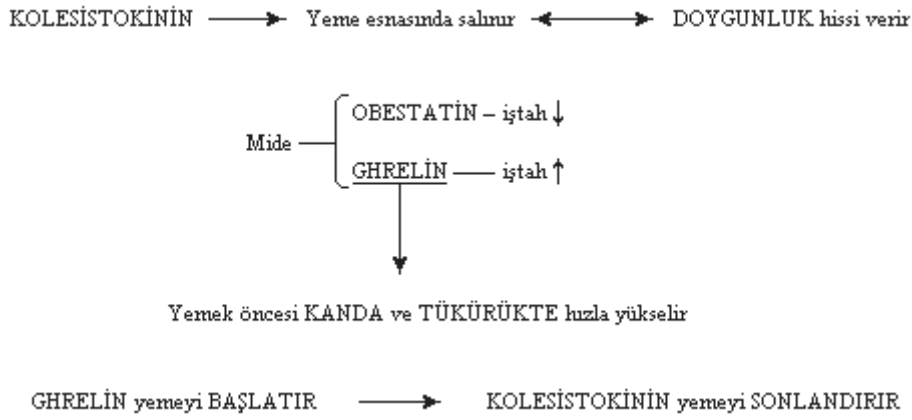 KOLESİSTOKİNİN → Yeme esnasında salınır ↔ DOYGUNLUK hissi verir
OBESTATİN – iştah ↓
Mide
GHRELİN — iştah ↑
Yemek öncesi KANDA ve TÜKÜRÜKTE hızla yükselir
GHRELİN yemeyi BAŞLATIR → KOLESİSTOKİNİN yemeyi SONLANDIRIR